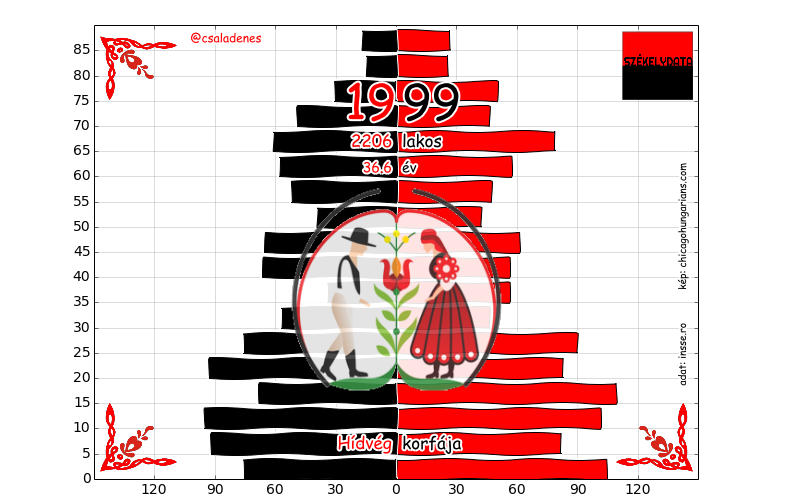 @csaladenes
SZÉKELYDATA
1999
2206 lakos
36.6 év
kép: chicagohungarians.com
adat: insse.ro
Hídvég korfája
85
80
75
70
65
60
55
50
45
40
35
30
25
20
15
10
5
0
120 90 60 30 0 30 60 90 120